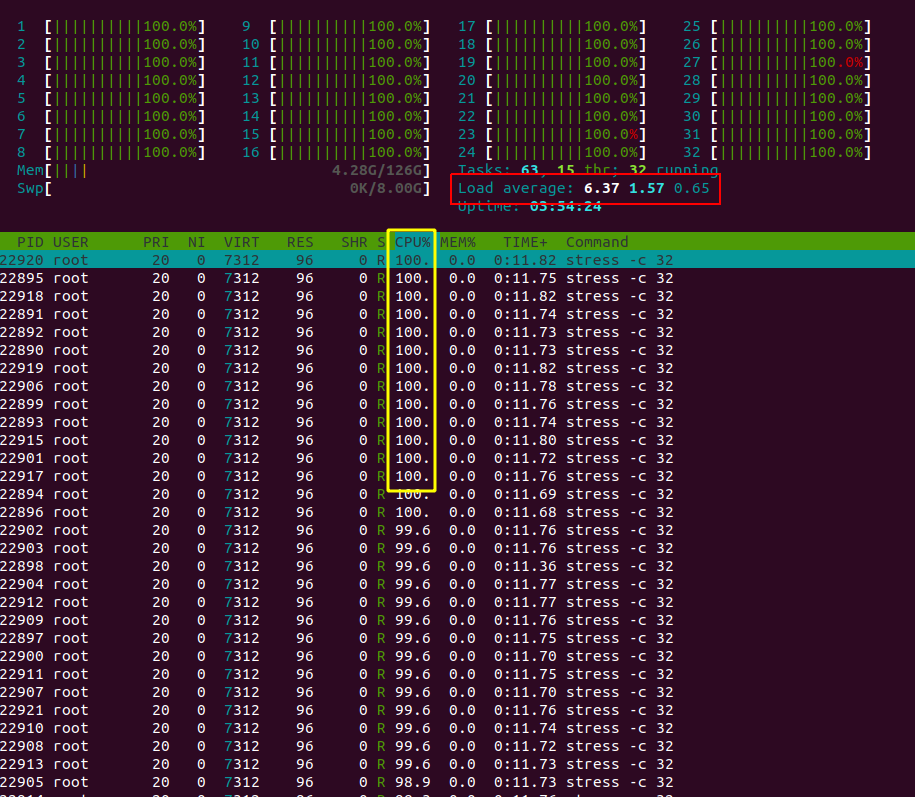 1 [||||||||||100.0%] 9 [||||||||||100.0%] 17 [||||||||||100.0%] 25 [||||||||||100.0%]
2 [||||||||||100.0%] 10 [||||||||||100.0%] 18 [||||||||||100.0%] 26 [||||||||||100.0%]
3 [||||||||||100.0%] 11 [||||||||||100.0%] 19 [||||||||||100.0%] 27 [||||||||||100.0%]
4 [||||||||||100.0%] 12 [||||||||||100.0%] 20 [||||||||||100.0%] 28 [||||||||||100.0%]
5 [||||||||||100.0%] 13 [||||||||||100.0%] 21 [||||||||||100.0%] 29 [||||||||||100.0%]
6 [||||||||||100.0%] 14 [||||||||||100.0%] 22 [||||||||||100.0%] 30 [||||||||||100.0%]
7 [||||||||||100.0%] 15 [||||||||||100.0%] 23 [||||||||||100.0%] 31 [||||||||||100.0%]
8 [||||||||||100.0%] 16 [||||||||||100.0%] 24 [||||||||||100.0%] 32 [||||||||||100.0%]
Mem[|||| 4.28G/126G] Tasks: 63, 15 thr; 32 running
Swp[ 0K/8.00G] Load average: 6.37 1.57 0.65
Uptime: 03:54:24
PID USER PRI NI VIRT RES SHR S CPU% MEM% TIME+ Command
22920 root 20 0 7312 96 0 R 100. 0.0 0:11.82 stress -c 32
22895 root 20 0 7312 96 0 R 100. 0.0 0:11.75 stress -c 32
22918 root 20 0 7312 96 0 R 100. 0.0 0:11.82 stress -c 32
22891 root 20 0 7312 96 0 R 100. 0.0 0:11.74 stress -c 32
22892 root 20 0 7312 96 0 R 100. 0.0 0:11.73 stress -c 32
22890 root 20 0 7312 96 0 R 100. 0.0 0:11.73 stress -c 32
22919 root 20 0 7312 96 0 R 100. 0.0 0:11.82 stress -c 32
22906 root 20 0 7312 96 0 R 100. 0.0 0:11.78 stress -c 32
22899 root 20 0 7312 96 0 R 100. 0.0 0:11.76 stress -c 32
22893 root 20 0 7312 96 0 R 100. 0.0 0:11.74 stress -c 32
22915 root 20 0 7312 96 0 R 100. 0.0 0:11.80 stress -c 32
22901 root 20 0 7312 96 0 R 100. 0.0 0:11.72 stress -c 32
22917 root 20 0 7312 96 0 R 100. 0.0 0:11.76 stress -c 32
22894 root 20 0 7312 96 0 R 100. 0.0 0:11.69 stress -c 32
22896 root 20 0 7312 96 0 R 100. 0.0 0:11.68 stress -c 32
22902 root 20 0 7312 96 0 R 99.6 0.0 0:11.76 stress -c 32
22903 root 20 0 7312 96 0 R 99.6 0.0 0:11.76 stress -c 32
22898 root 20 0 7312 96 0 R 99.6 0.0 0:11.36 stress -c 32
22904 root 20 0 7312 96 0 R 99.6 0.0 0:11.77 stress -c 32
22912 root 20 0 7312 96 0 R 99.6 0.0 0:11.77 stress -c 32
22909 root 20 0 7312 96 0 R 99.6 0.0 0:11.76 stress -c 32
22897 root 20 0 7312 96 0 R 99.6 0.0 0:11.75 stress -c 32
22900 root 20 0 7312 96 0 R 99.6 0.0 0:11.70 stress -c 32
22911 root 20 0 7312 96 0 R 99.6 0.0 0:11.75 stress -c 32
22907 root 20 0 7312 96 0 R 99.6 0.0 0:11.70 stress -c 32
22921 root 20 0 7312 96 0 R 99.6 0.0 0:11.76 stress -c 32
22910 root 20 0 7312 96 0 R 99.6 0.0 0:11.74 stress -c 32
22908 root 20 0 7312 96 0 R 99.6 0.0 0:11.72 stress -c 32
22913 root 20 0 7312 96 0 R 99.6 0.0 0:11.73 stress -c 32
22905 root 20 0 7312 96 0 R 98.9 0.0 0:11.73 stress -c 32